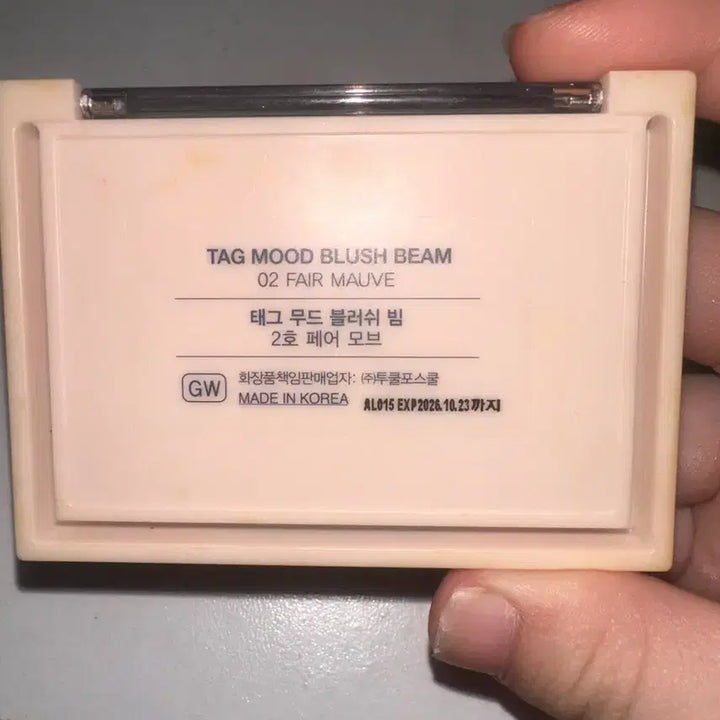 TAG MOOD BLUSH BEAM
02 FAIR MAUVE
태그 무드 블러쉬 빔
2호 페어 모브
GW
화장품책임판매업자: ㈜투쿨포스쿨
MADE IN KOREA
AL015 EXP2026.10.23까지